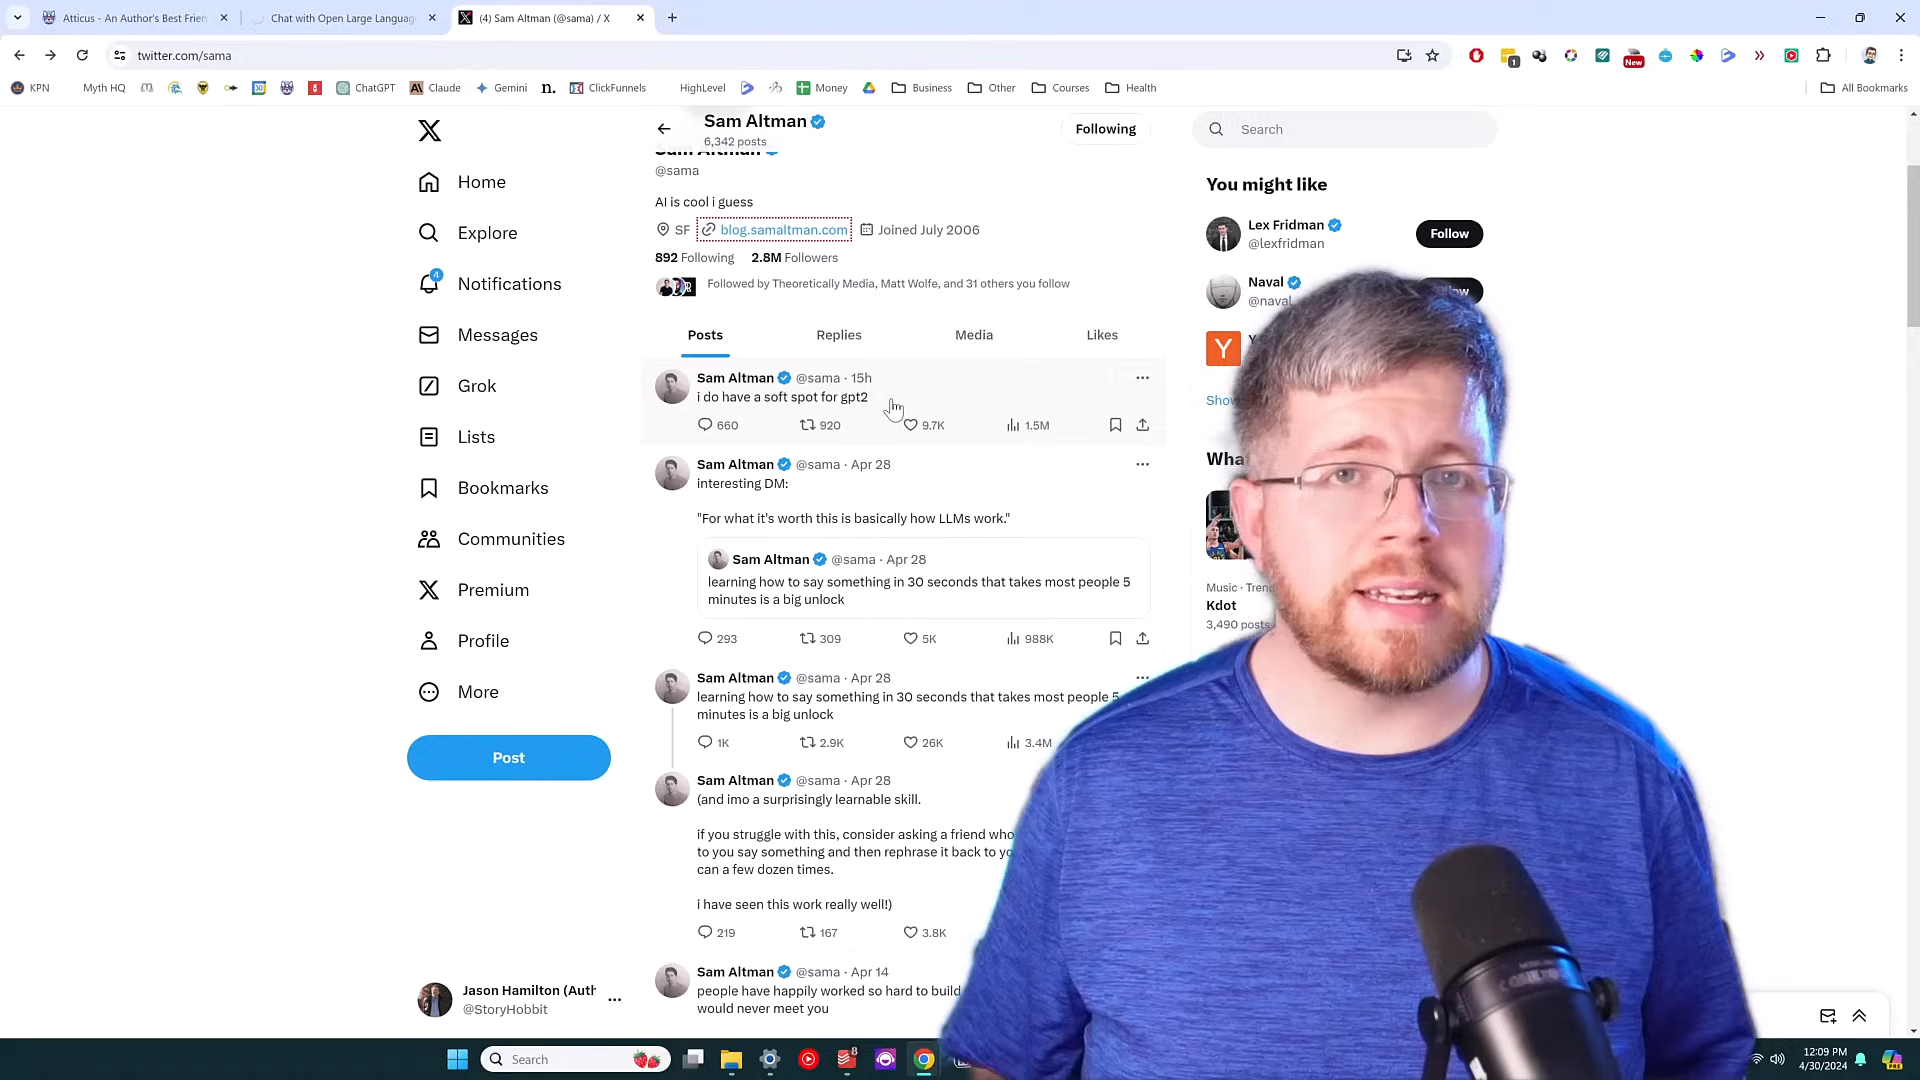 Atticus - An Author's Best Frien
Chat with Open Large Languag
(4) Sam Altman (@sama) / X
twitter.com/sama
1
New
KPN
Myth HQ
ChatGPT
Claude
Gemini
n.
ClickFunnels
HighLevel
Money
Business
Other
Courses
Health
All Bookmarks
Home
Explore
4
Notifications
Messages
Grok
Lists
Bookmarks
Communities
Premium
Profile
More
Post
Jason Hamilton (Auth
@StoryHobbit
Sam Altman
6,342 posts
Following
Sam Altman
@sama
AI is cool i guess
SF blog.samaltman.com Joined July 2006
892 Following 2.8M Followers
Followed by Theoretically Media, Matt Wolfe, and 31 others you follow
Posts Replies Media Likes
Sam Altman @sama · 15h
i do have a soft spot for gpt2
660 920 9.7K 1.5M
Sam Altman @sama · Apr 28
interesting DM:
"For what it's worth this is basically how LLMs work."
Sam Altman @sama · Apr 28
learning how to say something in 30 seconds that takes most people 5
minutes is a big unlock
293 309 5K 988K
Sam Altman @sama · Apr 28
learning how to say something in 30 seconds that takes most people 5
minutes is a big unlock
1K 2.9K 26K 3.4M
Sam Altman @sama · Apr 28
(and imo a surprisingly learnable skill.
if you struggle with this, consider asking a friend who
to you say something and then rephrase it back to yo
can a few dozen times.
i have seen this work really well!)
219 167 3.8K
Sam Altman @sama · Apr 14
people have happily worked so hard to build
would never meet you
Search
You might like
Lex Fridman
@lexfridman
Follow
Naval
@naval
Y
Show
Wha
Music · Trend
Kdot
3,490 posts
Search
8
12:09 PM
4/30/2024
PRE